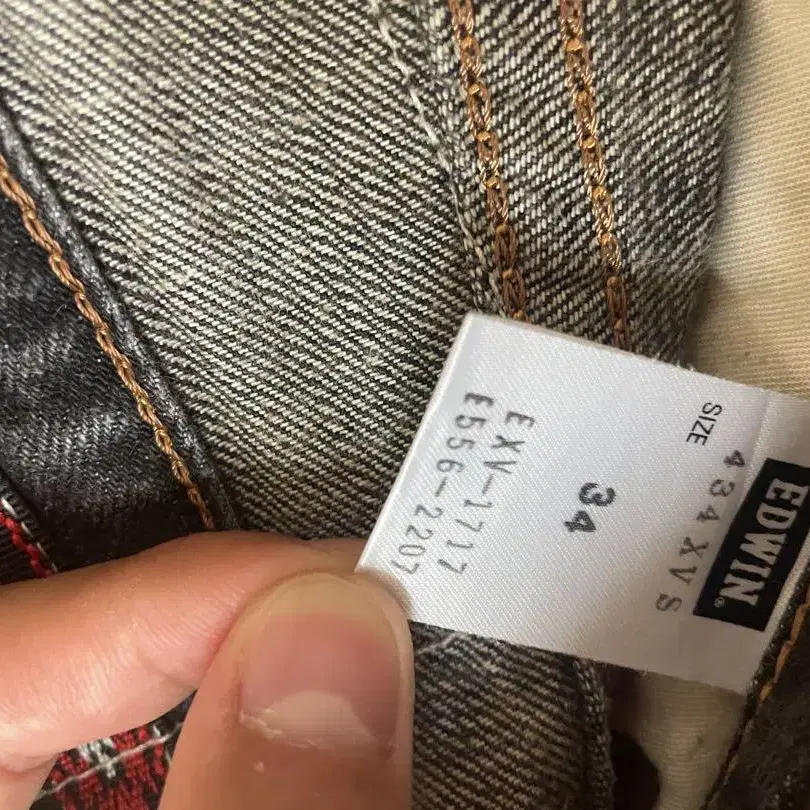 EDWIN®
434XVS
SIZE
34
EXV-1717
E556-2207